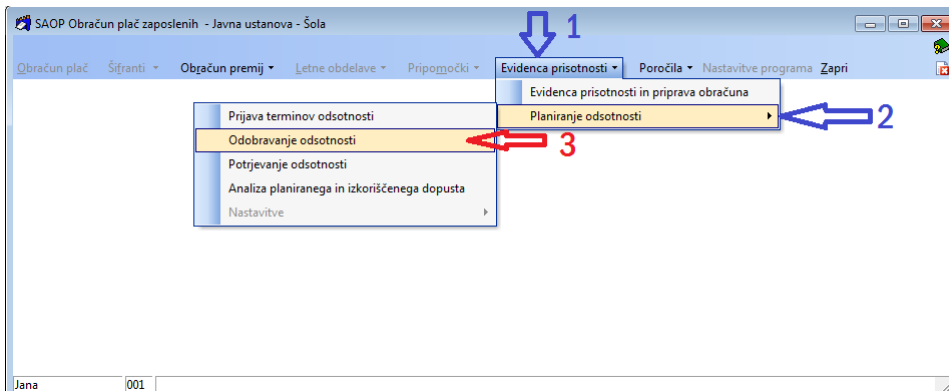 SAOP Obračun plač zaposlenih - Javna ustanova - Šola
1
Obračun plač Šifranti Obračun premij Letne obdelave Pripomočki Evidenca prisotnosti Poročila Nastavitve programa Zapri
Evidenca prisotnosti in priprava obračuna
Planiranje odsotnosti
2
Prijava terminov odsotnosti
Odobravanje odsotnosti
3
Potrjevanje odsotnosti
Analiza planiranega in izkoriščenega dopusta
Nastavitve
Jana 001